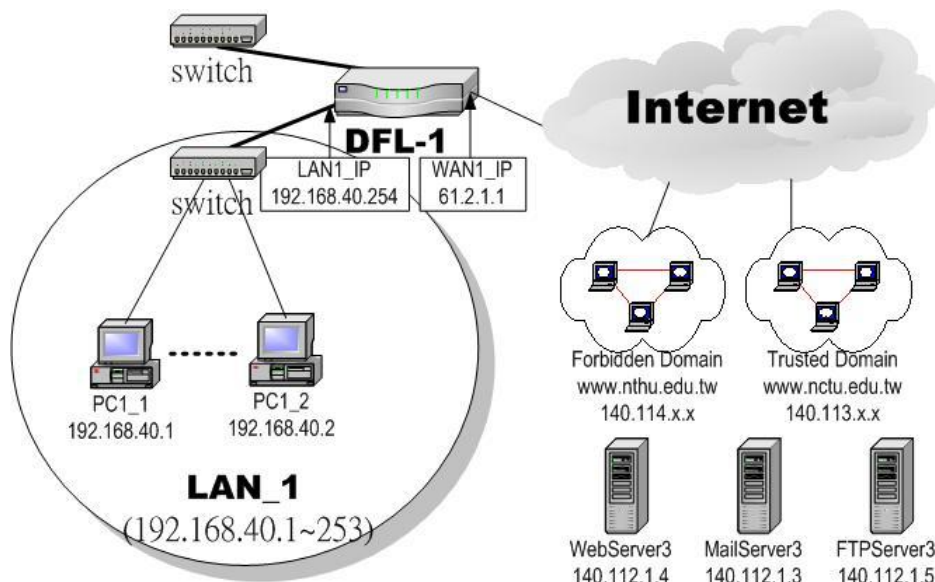 switch
Internet
DFL-1
switch
LAN1_IP
192.168.40.254
WAN1_IP
61.2.1.1
PC1_1
192.168.40.1
PC1_2
192.168.40.2
LAN_1
(192.168.40.1~253)
Forbidden Domain
www.nthu.edu.tw
140.114.x.x
Trusted Domain
www.nctu.edu.tw
140.113.x.x
WebServer3
140.112.1.4
MailServer3
140.112.1.3
FTPServer3
140.112.1.5